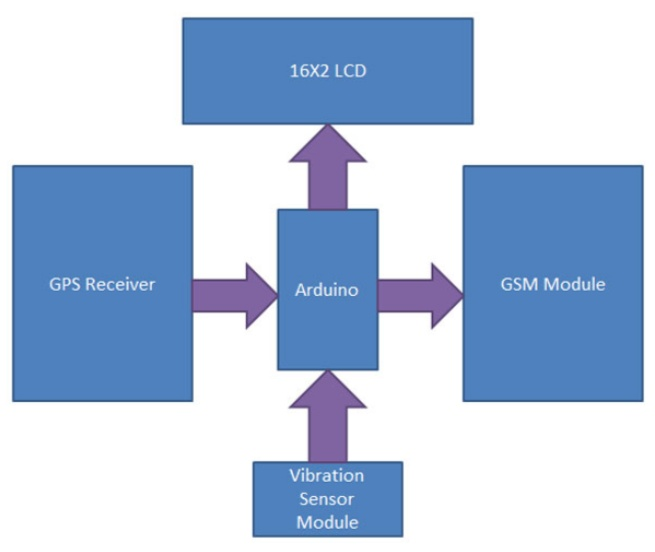 16X2 LCD
GPS Receiver
Arduino
GSM Module
Vibration
Sensor
Module